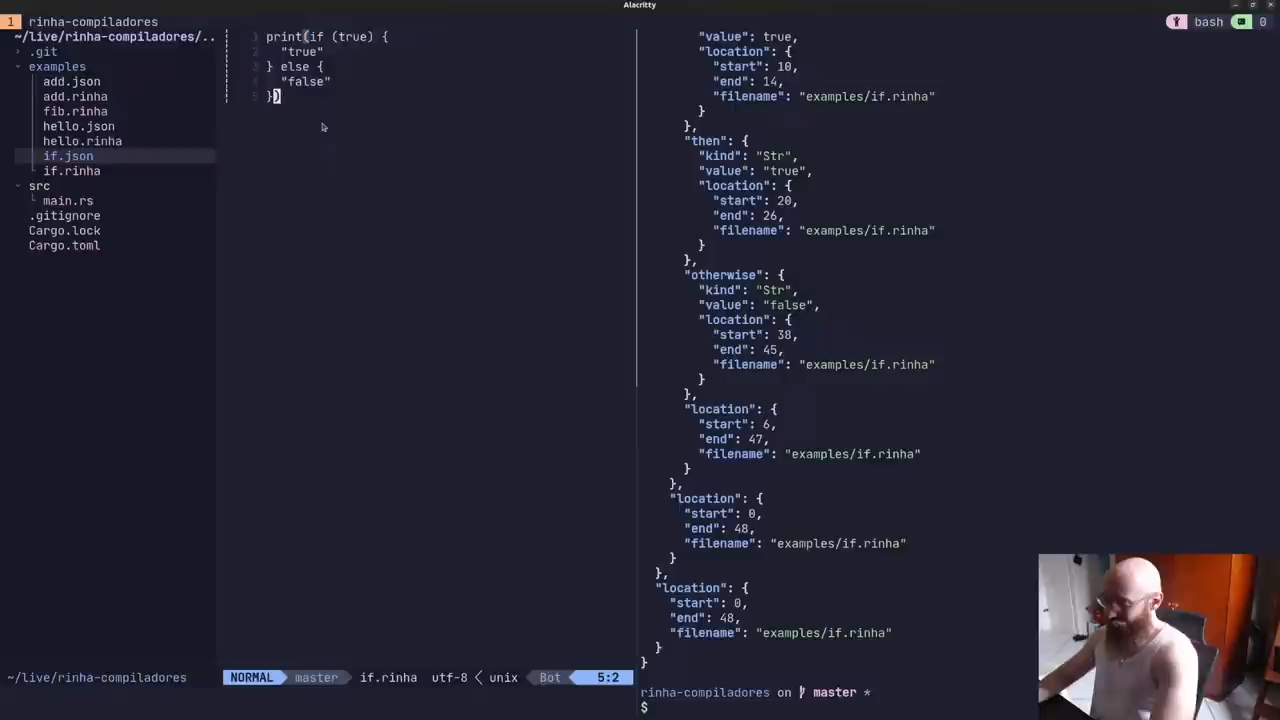 Alacritty
1 rinha-compiladores
bash 0
~/live/rinha-compiladores/..
.git
examples
add.json
add.rinha
fib.rinha
hello.json
hello.rinha
if.json
if.rinha
src
main.rs
.gitignore
Cargo.lock
Cargo.toml
~/live/rinha-compiladores
1 print(if (true) {
2 "true"
3 } else {
4 "false"
5 })
NORMAL master if.rinha utf-8 < unix Bot 5:2
"value": true,
"location": {
"start": 10,
"end": 14,
"filename": "examples/if.rinha"
}
},
"then": {
"kind": "Str",
"value": "true",
"location": {
"start": 20,
"end": 26,
"filename": "examples/if.rinha"
}
},
"otherwise": {
"kind": "Str",
"value": "false",
"location": {
"start": 38,
"end": 45,
"filename": "examples/if.rinha"
}
},
"location": {
"start": 6,
"end": 47,
"filename": "examples/if.rinha"
}
},
"location": {
"start": 0,
"end": 48,
"filename": "examples/if.rinha"
}
},
"location": {
"start": 0,
"end": 48,
"filename": "examples/if.rinha"
}
}
rinha-compiladores on master *
$